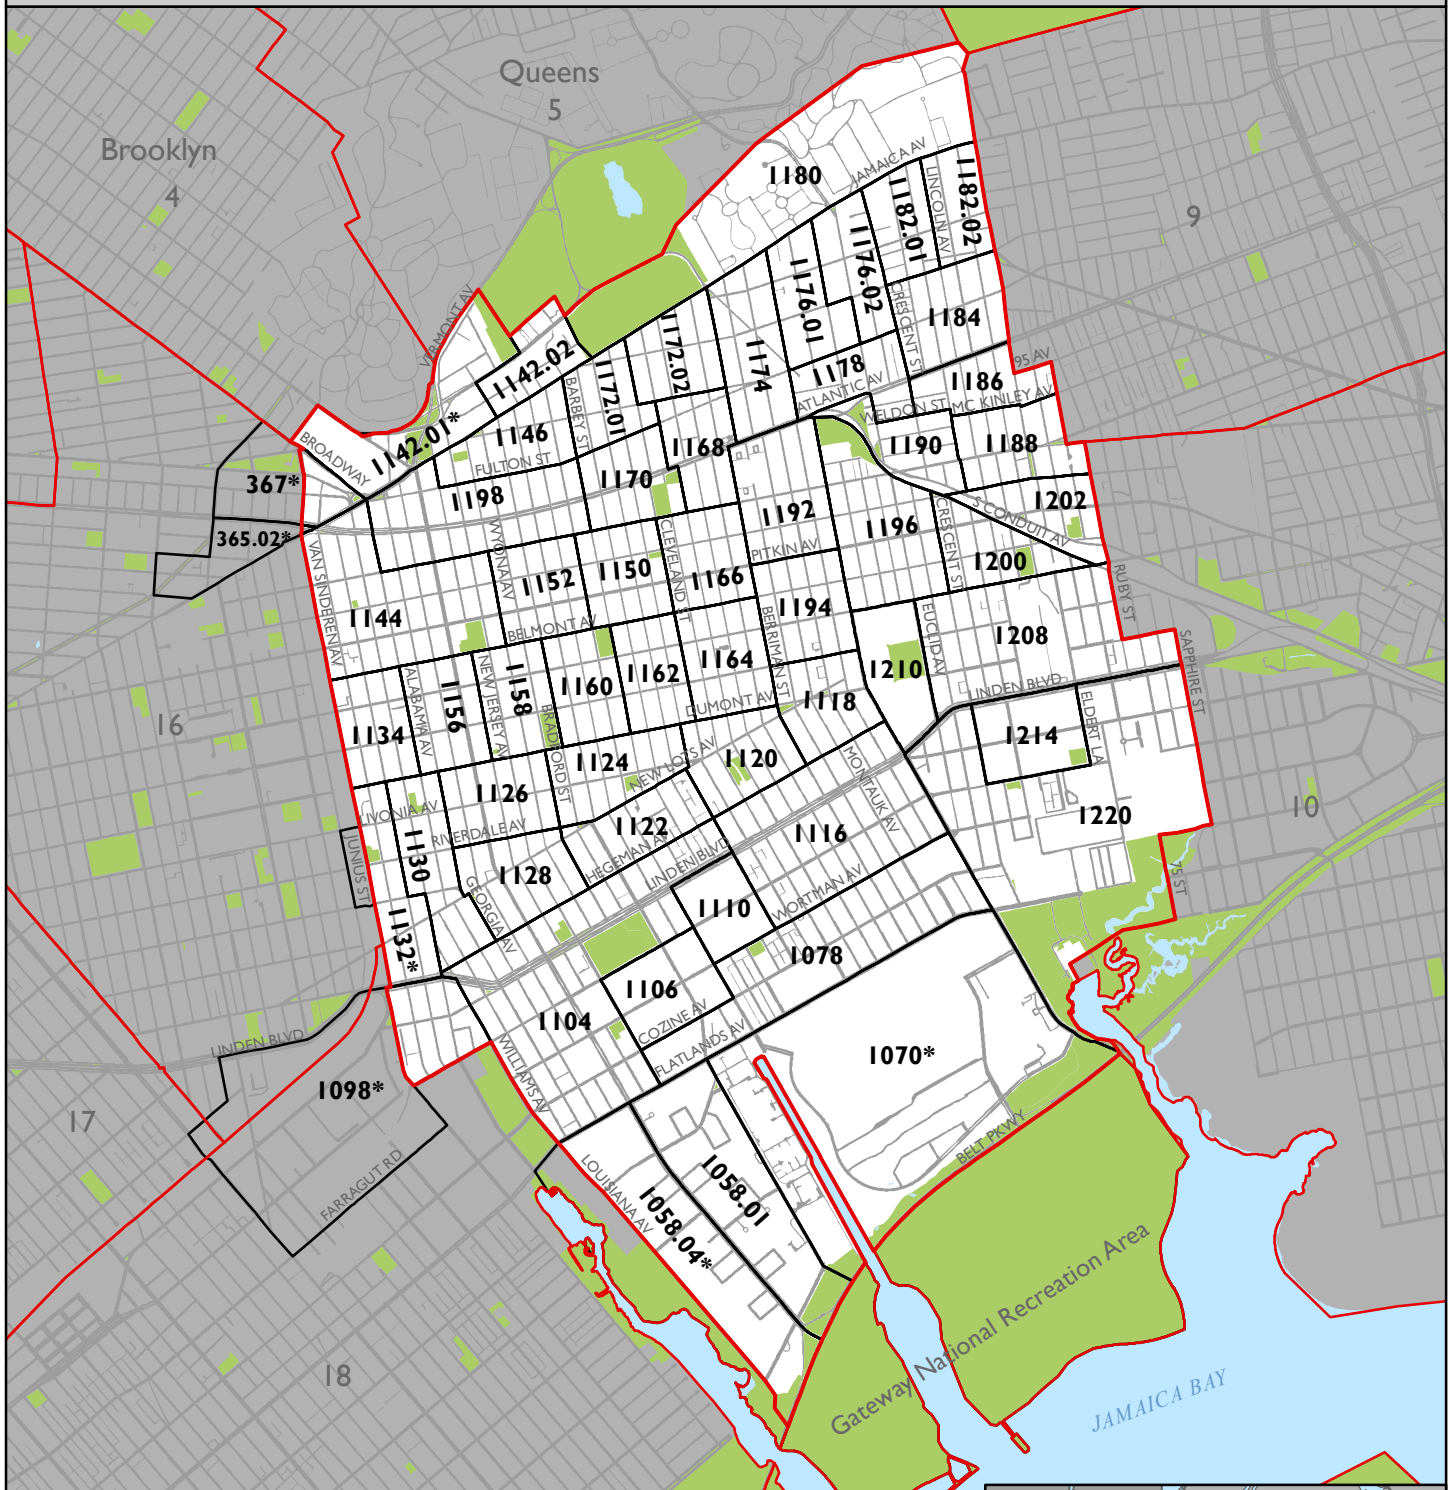 Queens
5
Brooklyn
4
9
JAMAICA AV
1180
1182.02
LINCOLN AV
1182.01
1176.02
1176.01
CRESCENT ST
1184
VERMONT AV
1172.02
1142.02
1174
1178
95 AV
1172.01
BARBEY ST
ATLANTIC AV
1186
MC KINLEY AV
WELDON ST
BROADWAY
1142.01*
1146
FULTON ST
1168
1190
1188
367*
1198
1170
1202
S CONDUIT AV
365.02*
1192
1196
CRESCENT ST
WYONA AV
CLEVELAND ST
PITKIN AV
1200
VAN SINDEREN AV
1152
1150
1166
RUBY ST
1144
1194
BERRIMAN ST
EUCLID AV
BELMONT AV
1208
SAPPHIRE ST
1164
1162
1160
1158
1156
1210
LINDEN BLVD
16
ALABAMA AV
NEW JERSEY AV
DUMONT AV
1118
ELDERT LA
1134
BRADFORD ST
1214
1124
NEW LOTS AV
1120
MONTAUK AV
1126
LIVONIA AV
1220
10
RIVERDALE AV
1122
1116
HEGEMAN AV
LINDEN BLVD
JUNIUS ST
1130
1128
75 ST
WORTMAN AV
GEORGIA AV
1110
1132*
1078
1106
COZINE AV
1104
FLATLANDS AV
LINDEN BLVD
WILLIAMS AV
1070*
1098*
17
BELT PKWY
FARRAGUT RD
LOUISIANA AV
1058.01
1058.04*
Gateway National Recreation Area
18
JAMAICA BAY